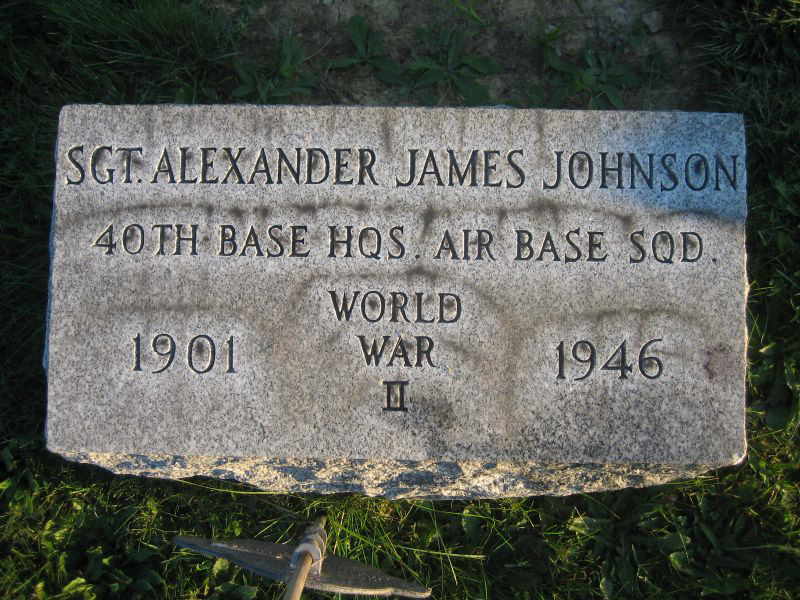 SGT. ALEXANDER JAMES JOHNSON
40TH BASE HQS. AIR BASE SQD.
WORLD
WAR
II
1901
1946